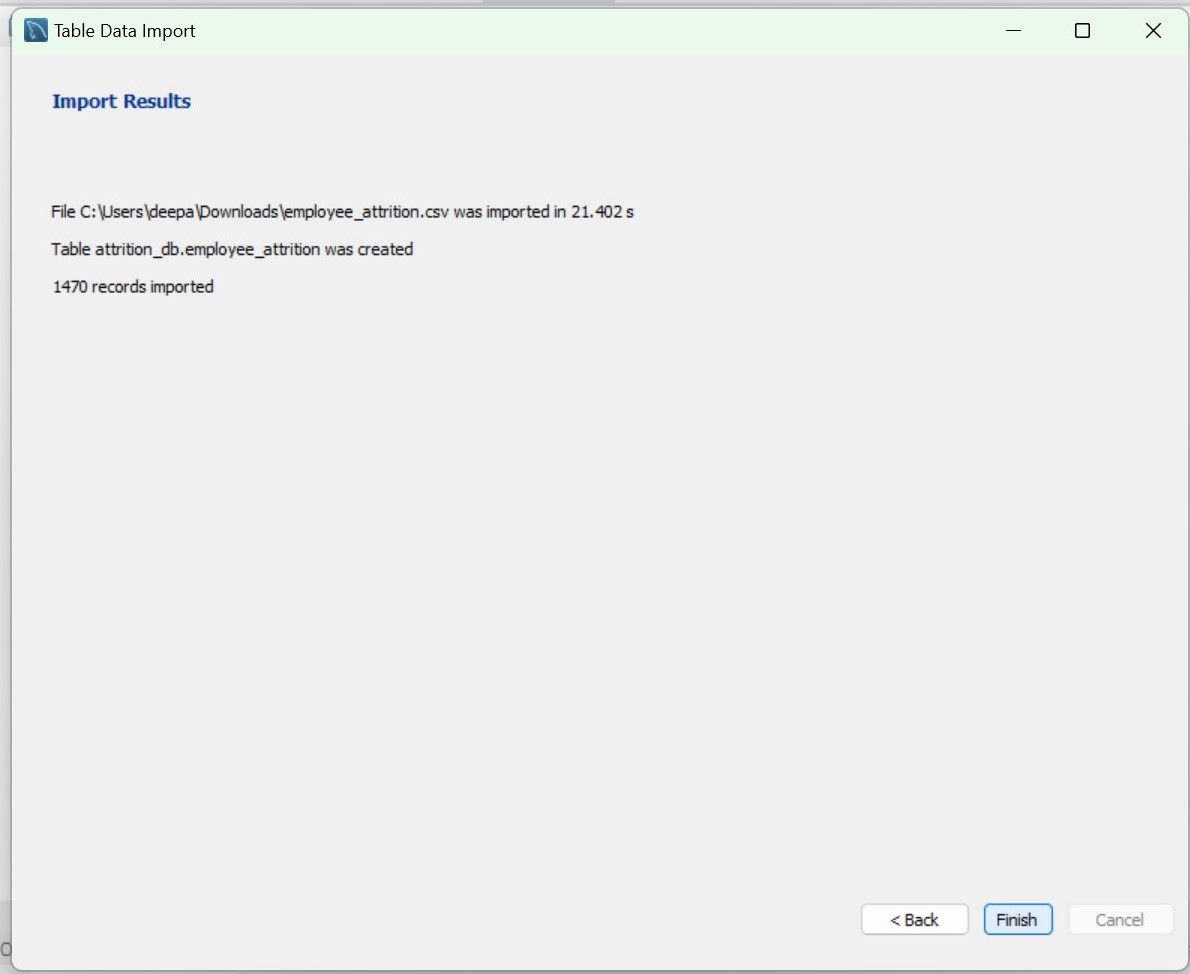 Table Data Import
Import Results
File C:\Users\deepa\Downloads\employee_attrition.csv was imported in 21.402 s
Table attrition_db.employee_attrition was created
1470 records imported
< Back
Finish
Cancel